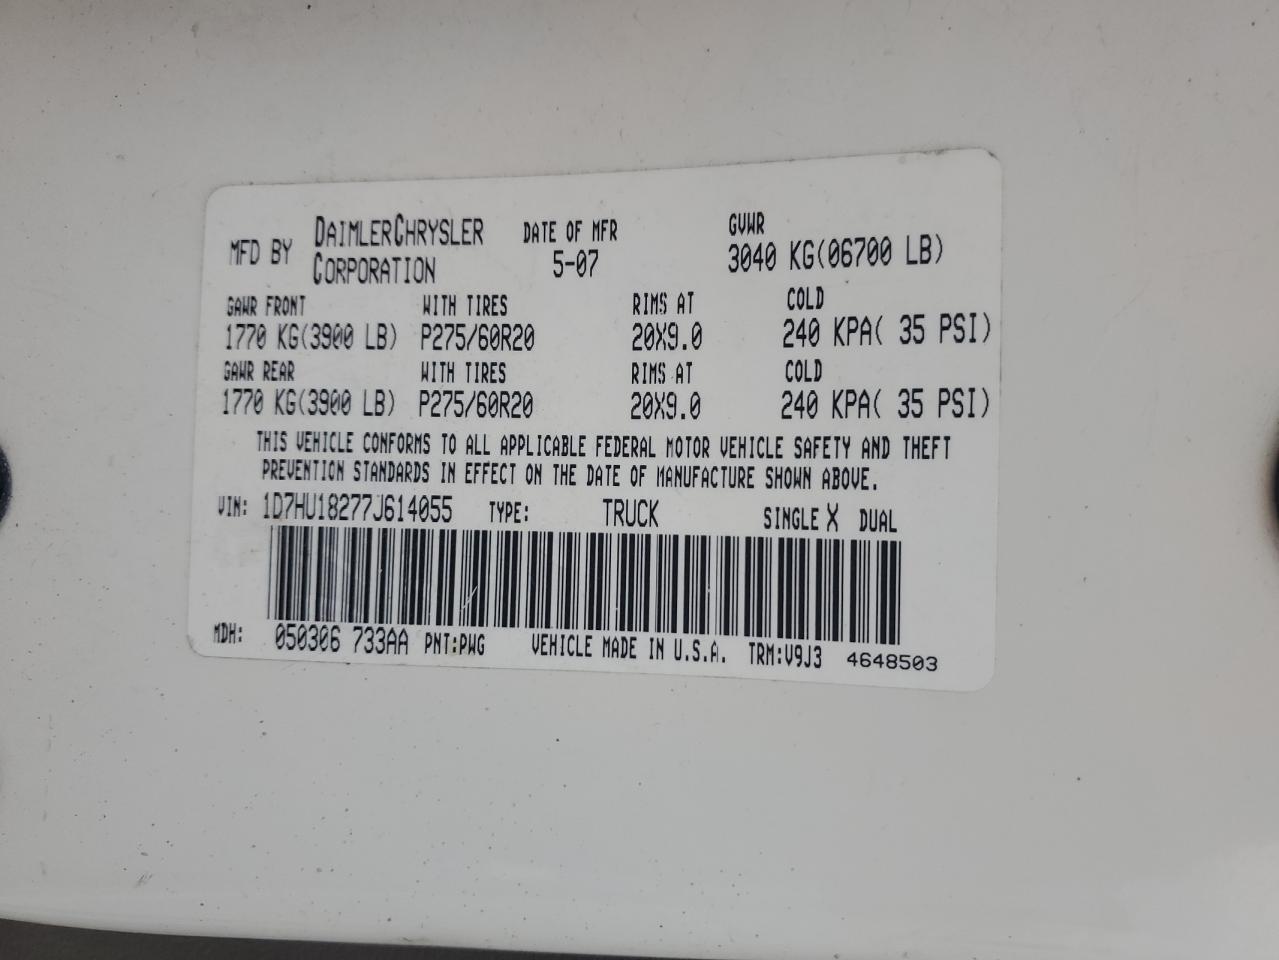 MFD BY DAIMLERCHRYSLER CORPORATION DATE OF MFR 5-07 GVWR 3040 KG(06700 LB)
GAWR FRONT WITH TIRES RIMS AT COLD
1770 KG(3900 LB) P275/60R20 20X9.0 240 KPA( 35 PSI)
GAWR REAR WITH TIRES RIMS AT COLD
1770 KG(3900 LB) P275/60R20 20X9.0 240 KPA( 35 PSI)
THIS VEHICLE CONFORMS TO ALL APPLICABLE FEDERAL MOTOR VEHICLE SAFETY AND THEFT
PREVENTION STANDARDS IN EFFECT ON THE DATE OF MANUFACTURE SHOWN ABOVE.
VIN: 1D7HU18277J614055 TYPE: TRUCK SINGLE X DUAL
MDH: 050306 733AA PNT:PWG VEHICLE MADE IN U.S.A. TRM:V9J3 4648503